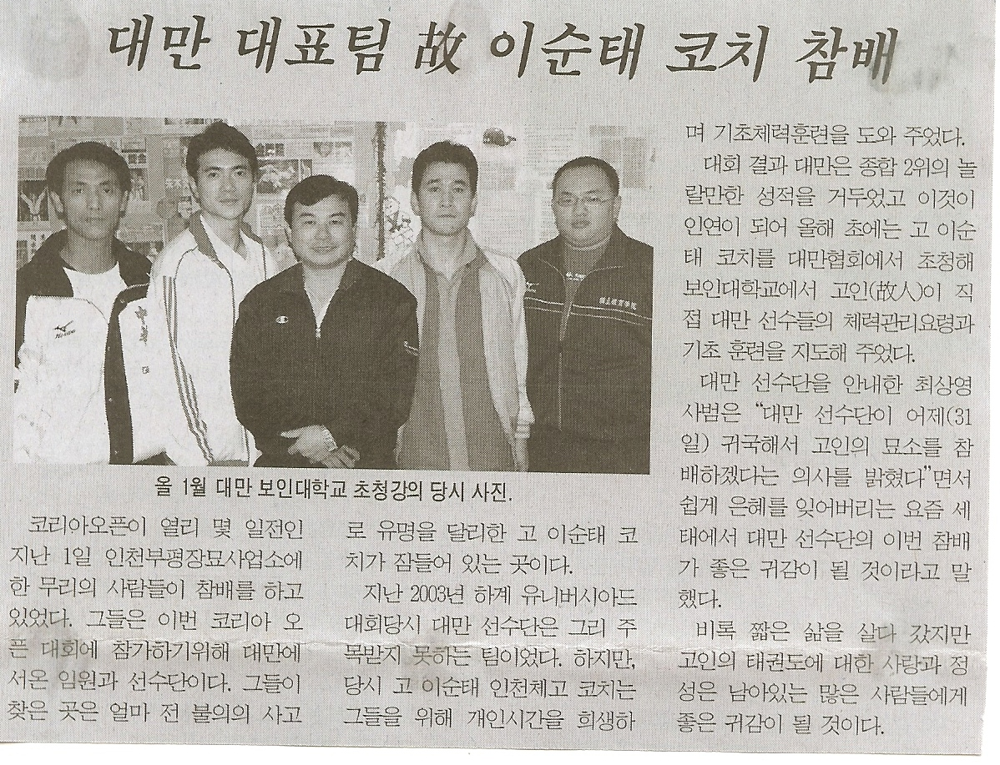 대만 대표팀 故 이순태 코치 참배
올 1월 대만 보인대학교 초청강의 당시 사진.
코리아오픈이 열리 몇 일전인
지난 1일 인천부평장묘사업소에
한 무리의 사람들이 참배를 하고
있었다. 그들은 이번 코리아 오
픈 대회에 참가하기위해 대만에
서온 임원과 선수단이다. 그들이
찾은 곳은 얼마 전 불의의 사고
로 유명을 달리한 고 이순태 코
치가 잠들어 있는 곳이다.
지난 2003년 하계 유니버시아드
대회당시 대만 선수단은 그리 주
목받지 못하는 팀이었다. 하지만,
당시 고 이순태 인천체고 코치는
그들을 위해 개인시간을 희생하
며 기초체력훈련을 도와 주었다.
대회 결과 대만은 종합 2위의 놀
랄만한 성적을 거두었고 이것이
인연이 되어 올해 초에는 고 이순
태 코치를 대만협회에서 초청해
보인대학교에서 고인(故人)이 직
접 대만 선수들의 체력관리요령과
기초 훈련을 지도해 주었다.
대만 선수단을 안내한 최상영
사범은 “대만 선수단이 어제(31
일) 귀국해서 고인의 묘소를 참
배하겠다는 의사를 밝혔다”면서
쉽게 은혜를 잊어버리는 요즘 세
태에서 대만 선수단의 이번 참배
가 좋은 귀감이 될 것이라고 말
했다.
비록 짧은 삶을 살다 갔지만
고인의 태권도에 대한 사랑과 정
성은 남아있는 많은 사람들에게
좋은 귀감이 될 것이다.